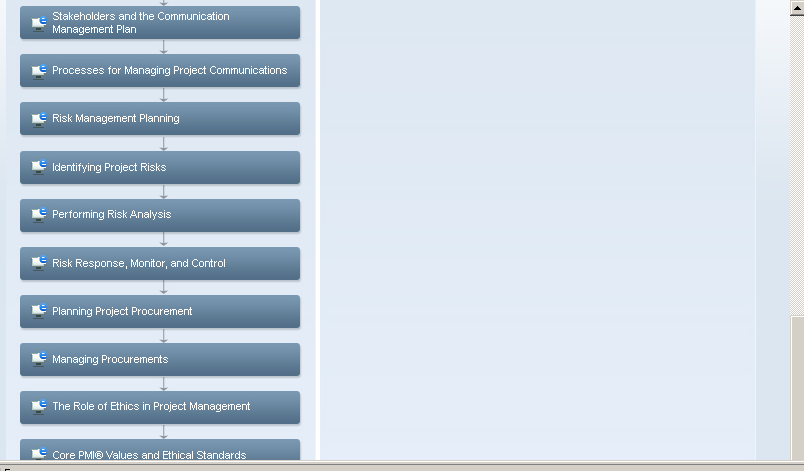 Stakeholders and the Communication
Management Plan
Processes for Managing Project Communications
Risk Management Planning
Identifying Project Risks
Performing Risk Analysis
Risk Response, Monitor, and Control
Planning Project Procurement
Managing Procurements
The Role of Ethics in Project Management
Core PMI® Values and Ethical Standards